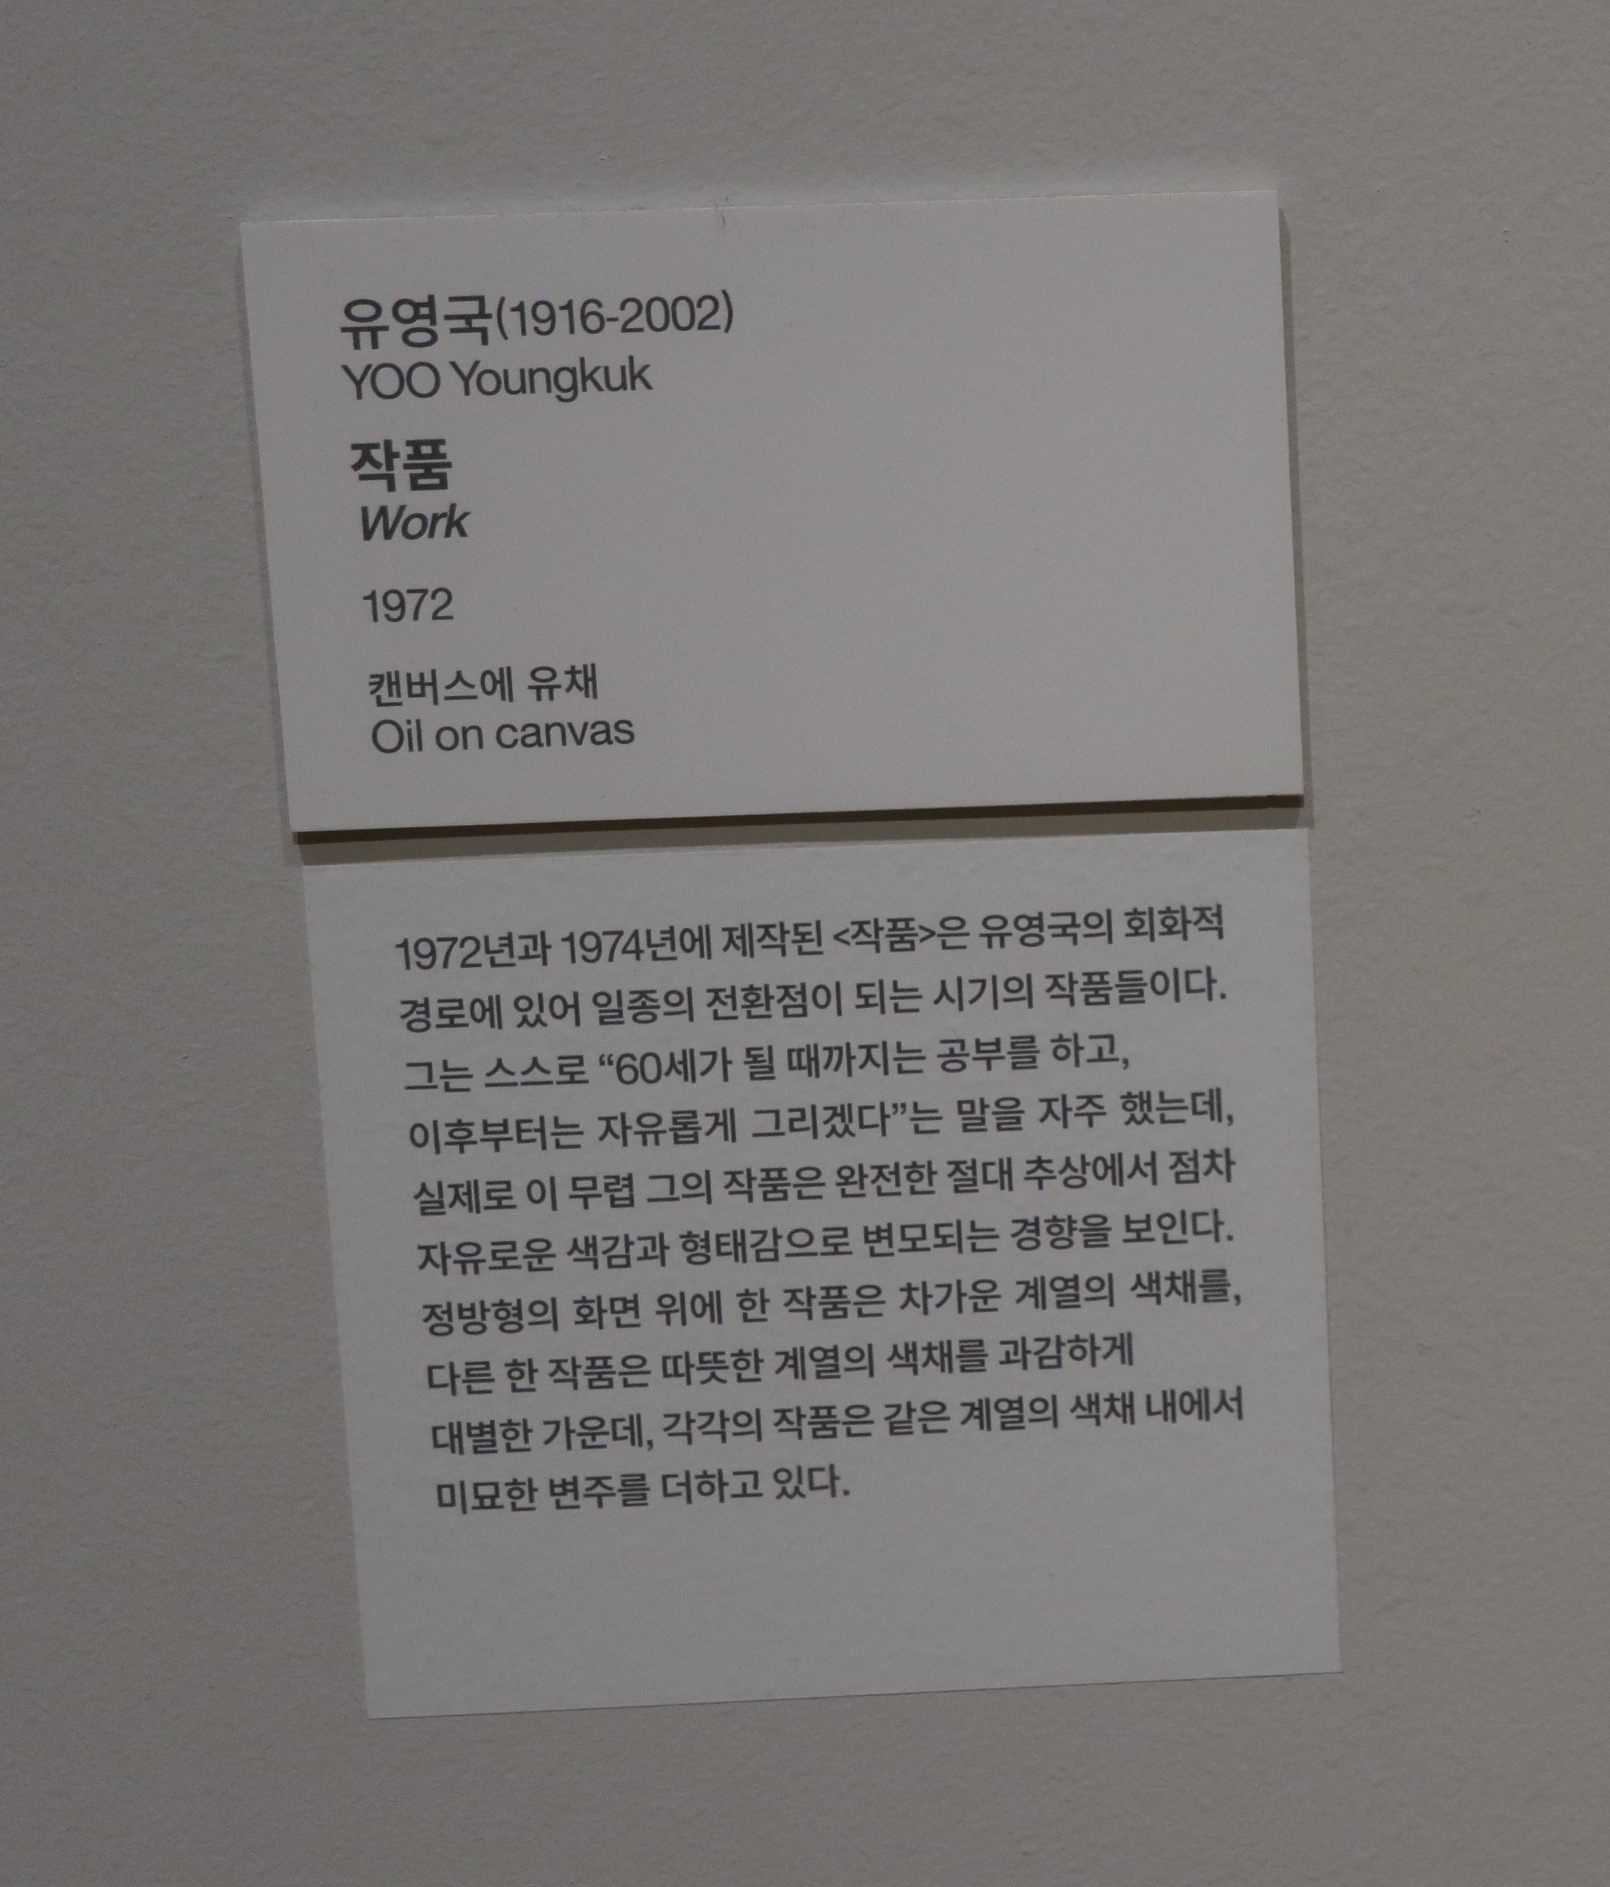 유영국(1916-2002)
YOO Youngkuk
작품
Work
1972
캔버스에 유채
Oil on canvas
1972년과 1974년에 제작된 <작품>은 유영국의 회화적
경로에 있어 일종의 전환점이 되는 시기의 작품들이다.
그는 스스로 “60세가 될 때까지는 공부를 하고,
이후부터는 자유롭게 그리겠다”는 말을 자주 했는데,
실제로 이 무렵 그의 작품은 완전한 절대 추상에서 점차
자유로운 색감과 형태감으로 변모되는 경향을 보인다.
정방형의 화면 위에 한 작품은 차가운 계열의 색채를,
다른 한 작품은 따뜻한 계열의 색채를 과감하게
대별한 가운데, 각각의 작품은 같은 계열의 색채 내에서
미묘한 변주를 더하고 있다.